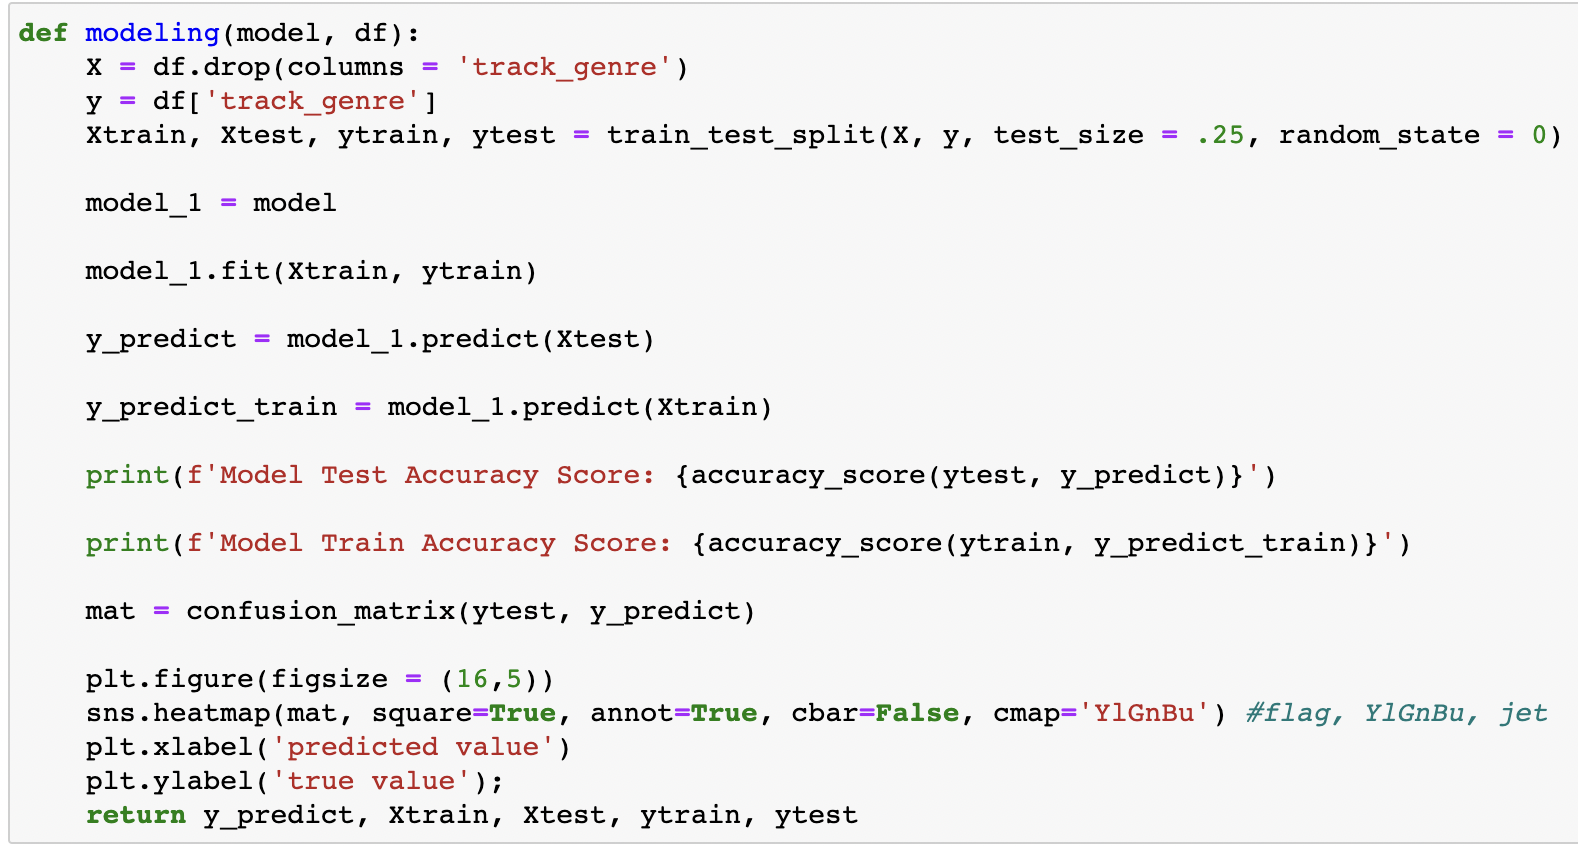 def modeling(model, df):
    X = df.drop(columns = 'track_genre')
    y = df['track_genre']
    Xtrain, Xtest, ytrain, ytest = train_test_split(X, y, test_size = .25, random_state = 0)
    model_1 = model
    model_1.fit(Xtrain, ytrain)
    y_predict = model_1.predict(Xtest)
    y_predict_train = model_1.predict(Xtrain)
    print(f'Model Test Accuracy Score: {accuracy_score(ytest, y_predict)}')
    print(f'Model Train Accuracy Score: {accuracy_score(ytrain, y_predict_train)}')
    mat = confusion_matrix(ytest, y_predict)
    plt.figure(figsize = (16,5))
    sns.heatmap(mat, square=True, annot=True, cbar=False, cmap='YlGnBu') #flag, YlGnBu, jet
    plt.xlabel('predicted value')
    plt.ylabel('true value');
    return y_predict, Xtrain, Xtest, ytrain, ytest